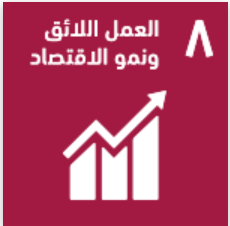 ٨
العمل اللائق
ونمو الاقتصاد